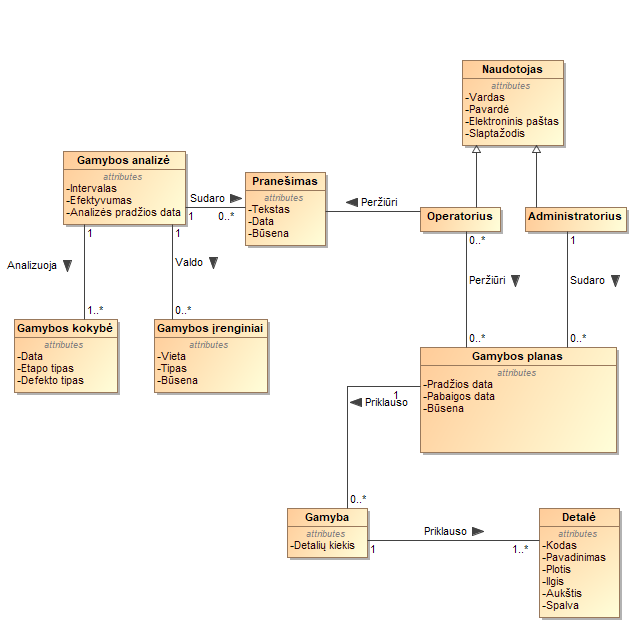 Naudotojas
attributes
-Vardas
-Pavardė
-Elektroninis paštas
-Slaptažodis
Gamybos analizė
attributes
-Intervalas
-Efektyvumas
-Analizės pradžios data
Sudaro
1
0..*
Pranešimas
attributes
-Tekstas
-Data
-Būsena
Peržiūri
Operatorius
Administratorius
1
1
0..*
1
Analizuoja
Valdo
Peržiūri
Sudaro
1..*
0..*
0..*
0..*
Gamybos kokybė
attributes
-Data
-Etapo tipas
-Defekto tipas
Gamybos įrenginiai
attributes
-Vieta
-Tipas
-Būsena
Gamybos planas
attributes
-Pradžios data
-Pabaigos data
-Būsena
1
Priklauso
0..*
Gamyba
attributes
-Detalių kiekis
Priklauso
1
1..*
Detalė
attributes
-Kodas
-Pavadinimas
-Plotis
-Ilgis
-Aukštis
-Spalva